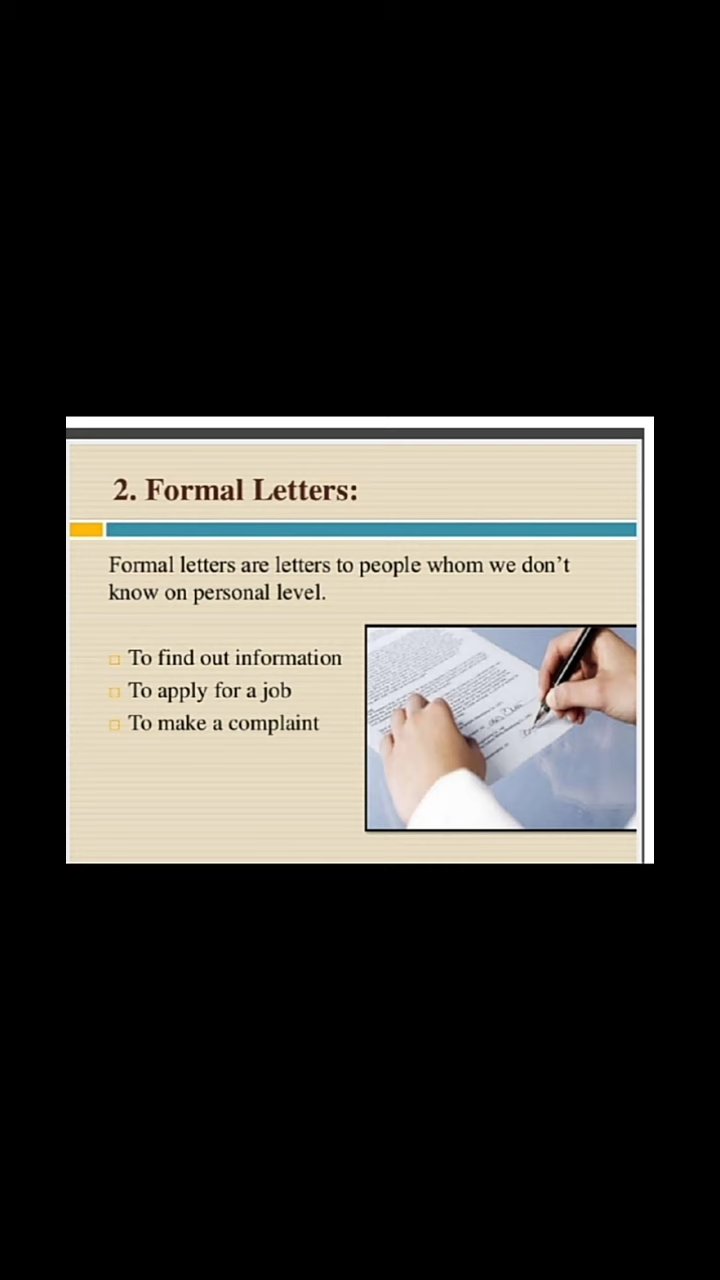 2. Formal Letters:
Formal letters are letters to people whom we don't
know on personal level.
To find out information
To apply for a job
To make a complaint